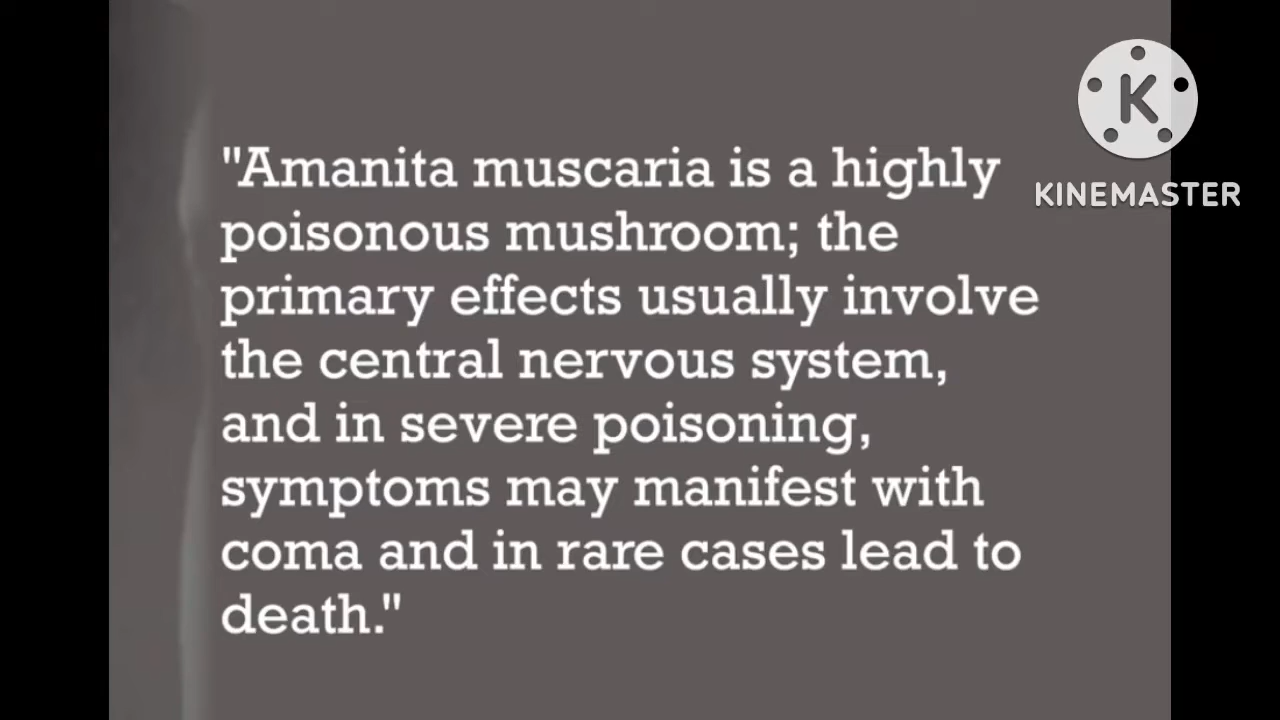 "Amanita muscaria is a highly
poisonous mushroom; the
primary effects usually involve
the central nervous system,
and in severe poisoning,
symptoms may manifest with
coma and in rare cases lead to
death."
K
KINEMASTER